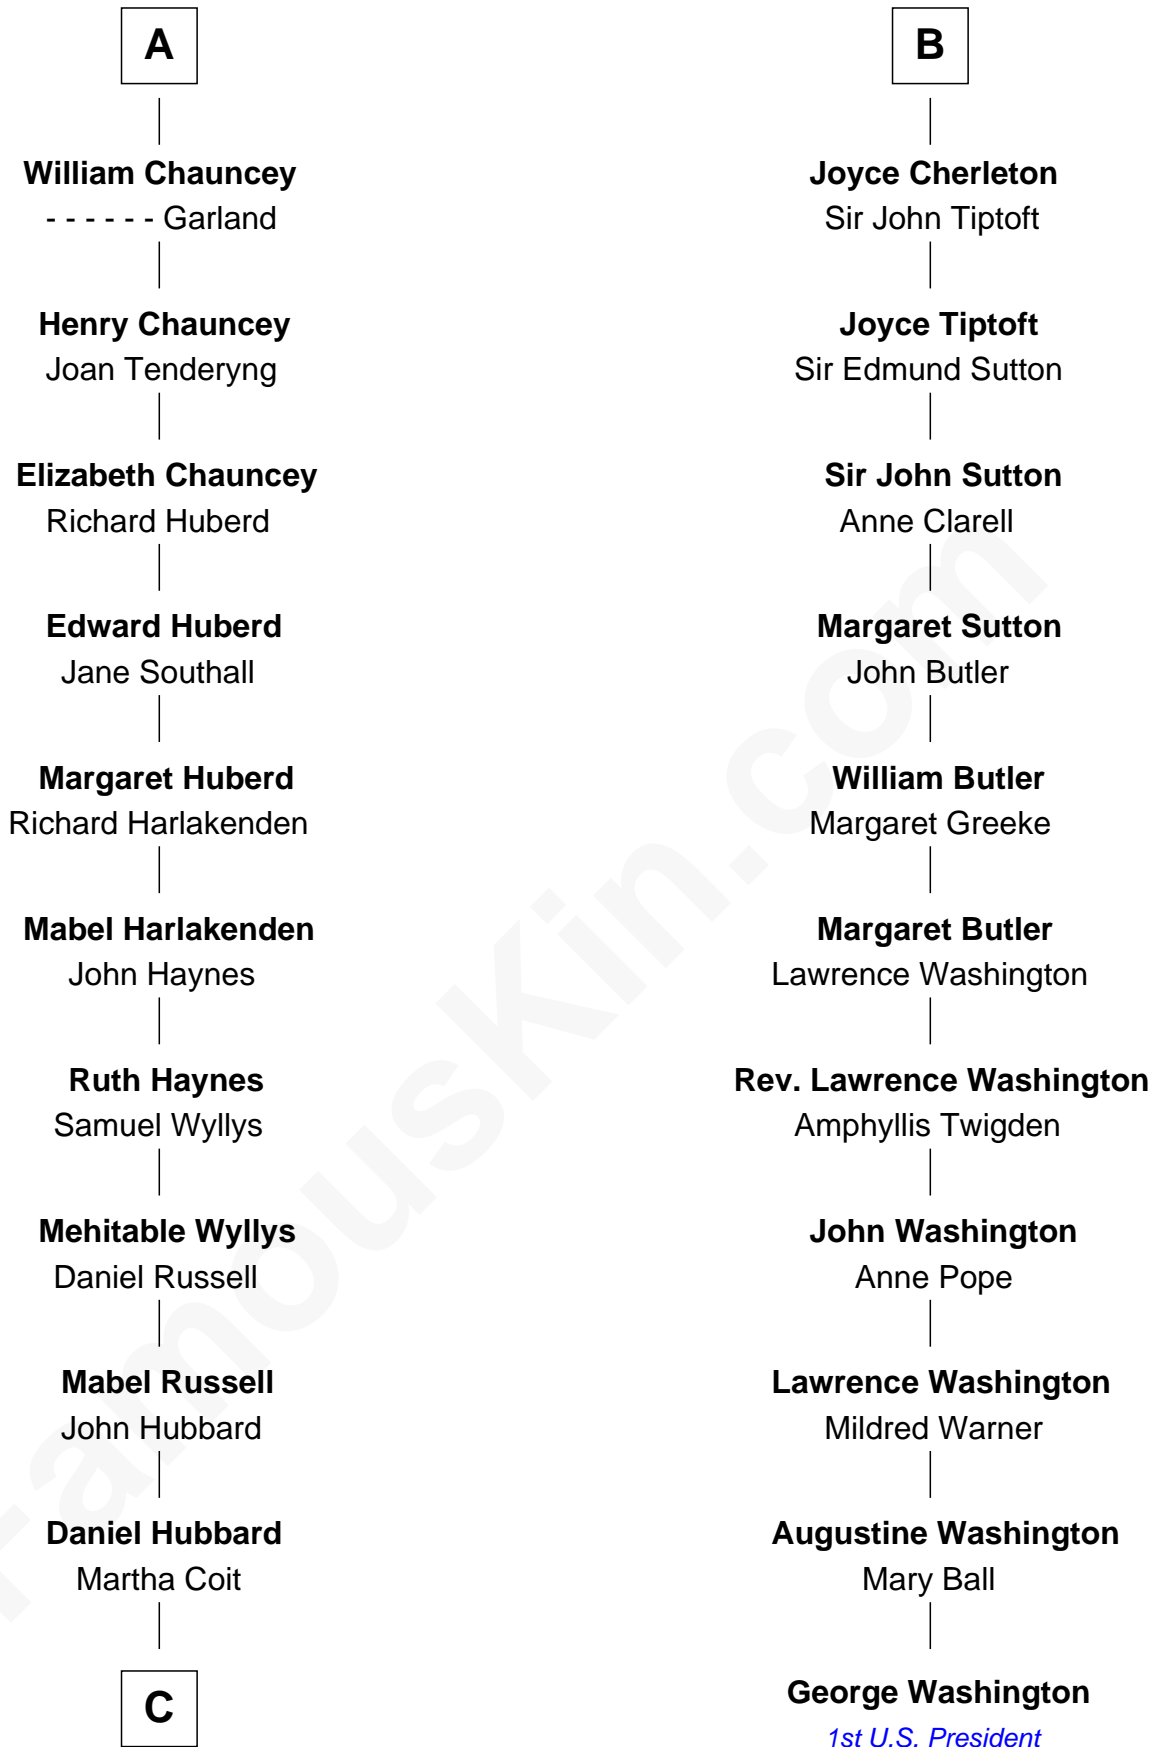 A
William Chauncey
- - - - - - Garland
Henry Chauncey
Joan Tenderyng
Elizabeth Chauncey
Richard Huberd
Edward Huberd
Jane Southall
Margaret Huberd
Richard Harlakenden
Mabel Harlakenden
John Haynes
Ruth Haynes
Samuel Wyllys
Mehitable Wyllys
Daniel Russell
Mabel Russell
John Hubbard
Daniel Hubbard
Martha Coit
C
B
Joyce Cherleton
Sir John Tiptoft
Joyce Tiptoft
Sir Edmund Sutton
Sir John Sutton
Anne Clarell
Margaret Sutton
John Butler
William Butler
Margaret Greeke
Margaret Butler
Lawrence Washington
Rev. Lawrence Washington
Amphyllis Twigden
John Washington
Anne Pope
Lawrence Washington
Mildred Warner
Augustine Washington
Mary Ball
George Washington
1st U.S. President
FamousKin.com